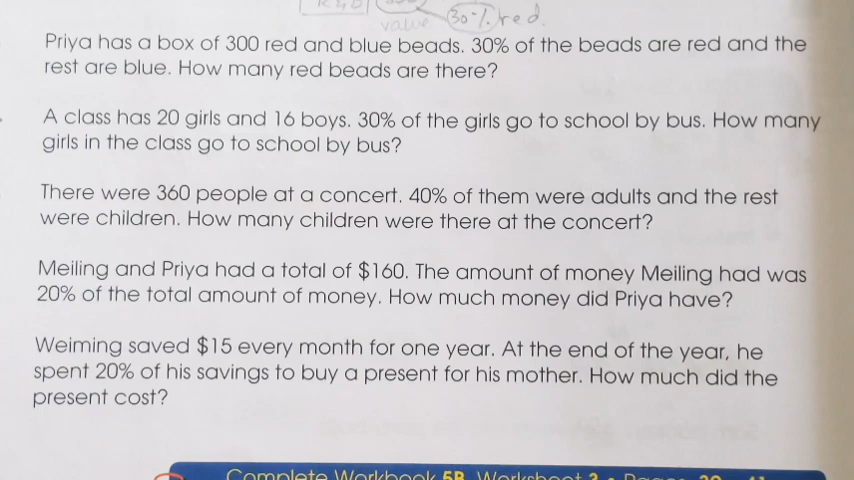 value 30% red.
Priya has a box of 300 red and blue beads. 30% of the beads are red and the
rest are blue. How many red beads are there?
A class has 20 girls and 16 boys. 30% of the girls go to school by bus. How many
girls in the class go to school by bus?
There were 360 people at a concert. 40% of them were adults and the rest
were children. How many children were there at the concert?
Meiling and Priya had a total of $160. The amount of money Meiling had was
20% of the total amount of money. How much money did Priya have?
Weiming saved $15 every month for one year. At the end of the year, he
spent 20% of his savings to buy a present for his mother. How much did the
present cost?
Complete Workbook 5B, Worksheet 3 •